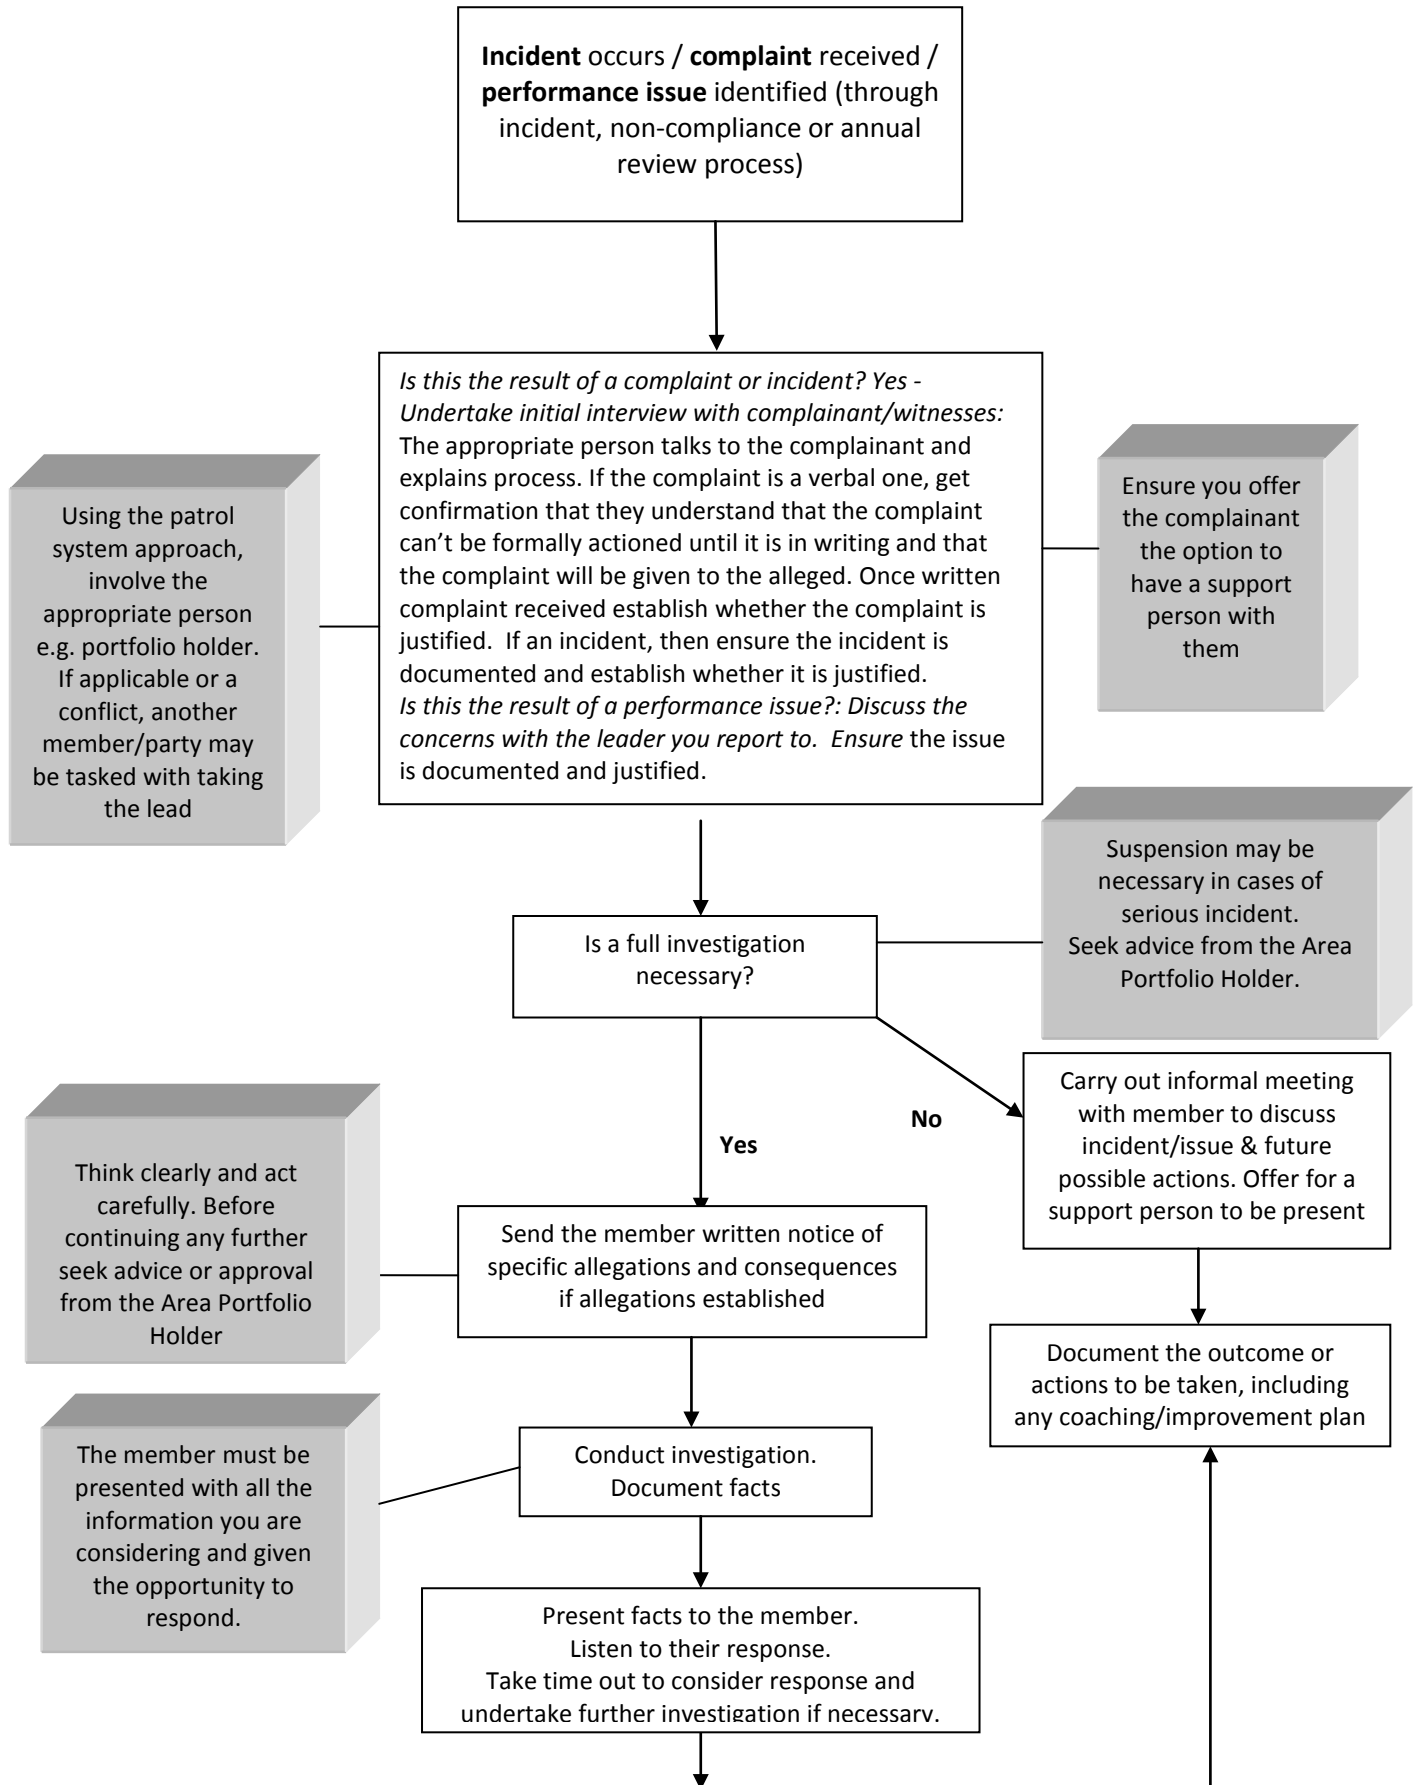 Incident occurs / complaint received /
performance issue identified (through
incident, non-compliance or annual
review process)
Is this the result of a complaint or incident? Yes -
Undertake initial interview with complainant/witnesses:
The appropriate person talks to the complainant and
explains process. If the complaint is a verbal one, get
confirmation that they understand that the complaint
can't be formally actioned until it is in writing and that
the complaint will be given to the alleged. Once written
complaint received establish whether the complaint is
justified.  If an incident, then ensure the incident is
documented and establish whether it is justified.
Is this the result of a performance issue?: Discuss the
concerns with the leader you report to.  Ensure the issue
is documented and justified.
Using the patrol
system approach,
involve the
appropriate person
e.g. portfolio holder.
If applicable or a
conflict, another
member/party may
be tasked with taking
the lead
Ensure you offer
the complainant
the option to
have a support
person with
them
Suspension may be
necessary in cases of
serious incident.
Seek advice from the Area
Portfolio Holder.
Is a full investigation
necessary?
No
Yes
Carry out informal meeting
with member to discuss
incident/issue & future
possible actions. Offer for a
support person to be present
Think clearly and act
carefully. Before
continuing any further
seek advice or approval
from the Area Portfolio
Holder
Send the member written notice of
specific allegations and consequences
if allegations established
Document the outcome or
actions to be taken, including
any coaching/improvement plan
The member must be
presented with all the
information you are
considering and given
the opportunity to
respond.
Conduct investigation.
Document facts
Present facts to the member.
Listen to their response.
Take time out to consider response and
undertake further investigation if necessary.